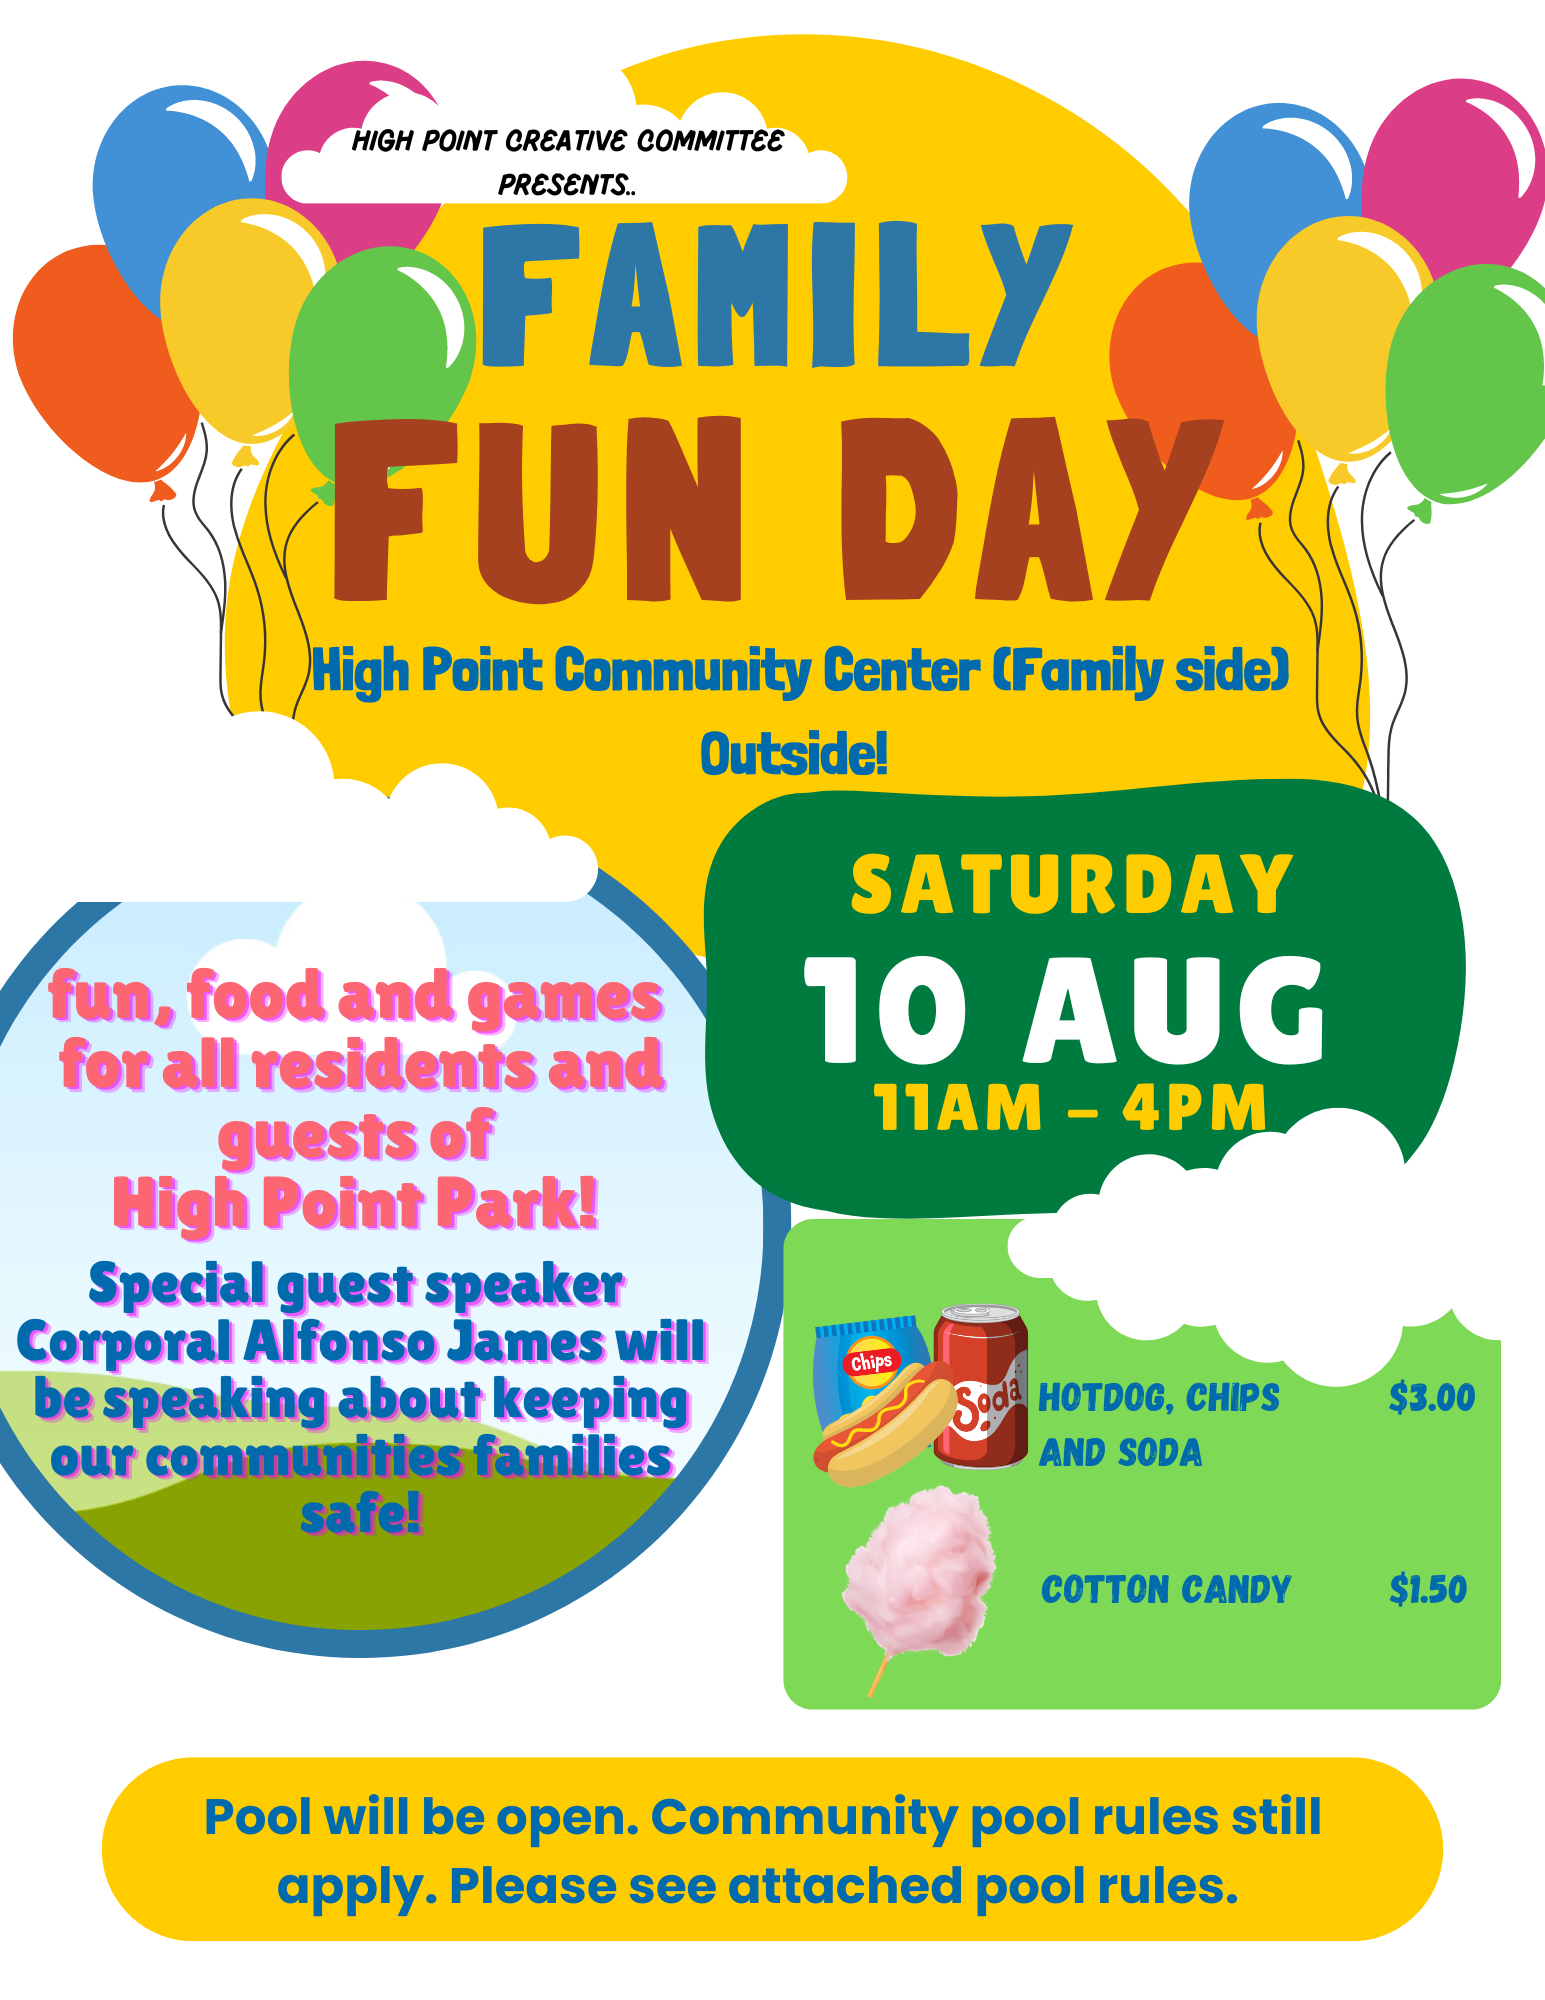 HIGH POINT CREATIVE COMMITTEE
PRESENTS..
FAMILY
FUN DAY
High Point Community Center (Family side)
Outside!
SATURDAY
10 AUG
11AM – 4PM
fun, food and games
for all residents and
guests of
High Point Park!
Special guest speaker
Corporal Alfonso James will
be speaking about keeping
our communities families
safe!
Chips
Soda
HOTDOG, CHIPS $3.00
AND SODA
COTTON CANDY $1.50
Pool will be open. Community pool rules still
apply. Please see attached pool rules.